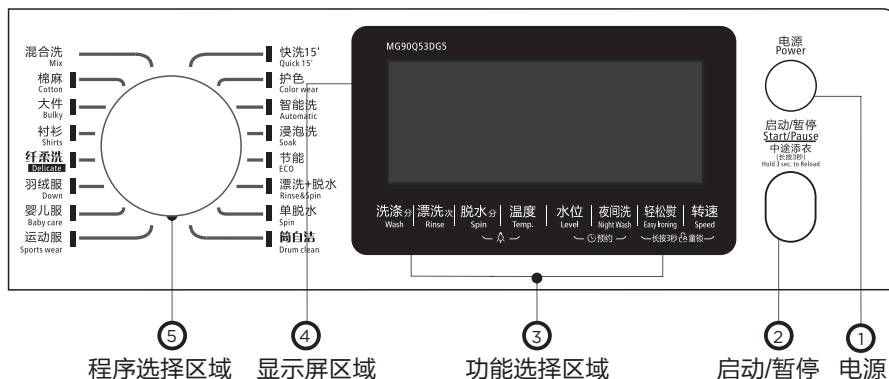 混合洗
Mix
棉麻
Cotton
大件
Bulky
衬衫
Shirts
纤柔洗
Delicate
羽绒服
Down
婴儿服
Baby care
运动服
Sports wear
快洗15'
Quick 15'
护色
Color wear
智能洗
Automatic
浸泡洗
Soak
节能
ECO
漂洗+脱水
Rinse&Spin
单脱水
Spin
筒自洁
Drum clean
MG90Q53DG5
洗涤分 漂洗次 脱水分 温度 水位 夜间洗 轻松熨 转速
Wash Rinse Spin Temp. Level Night Wash Easy Ironing Speed
预约 长按3秒 童锁
电源
Power
启动/暂停
Start/Pause
中途添衣
(长按3秒)
Hold 3 sec. to Reload
⑤ ④ ③ ② ①
程序选择区域 显示屏区域 功能选择区域 启动/暂停 电源